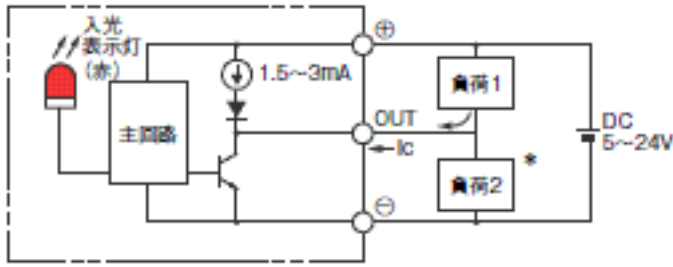 入光
表示灯
(赤)
主回路
1.5～3mA
⊕
OUT
Ic
⊖
負荷1
負荷2
*
DC
5～24V